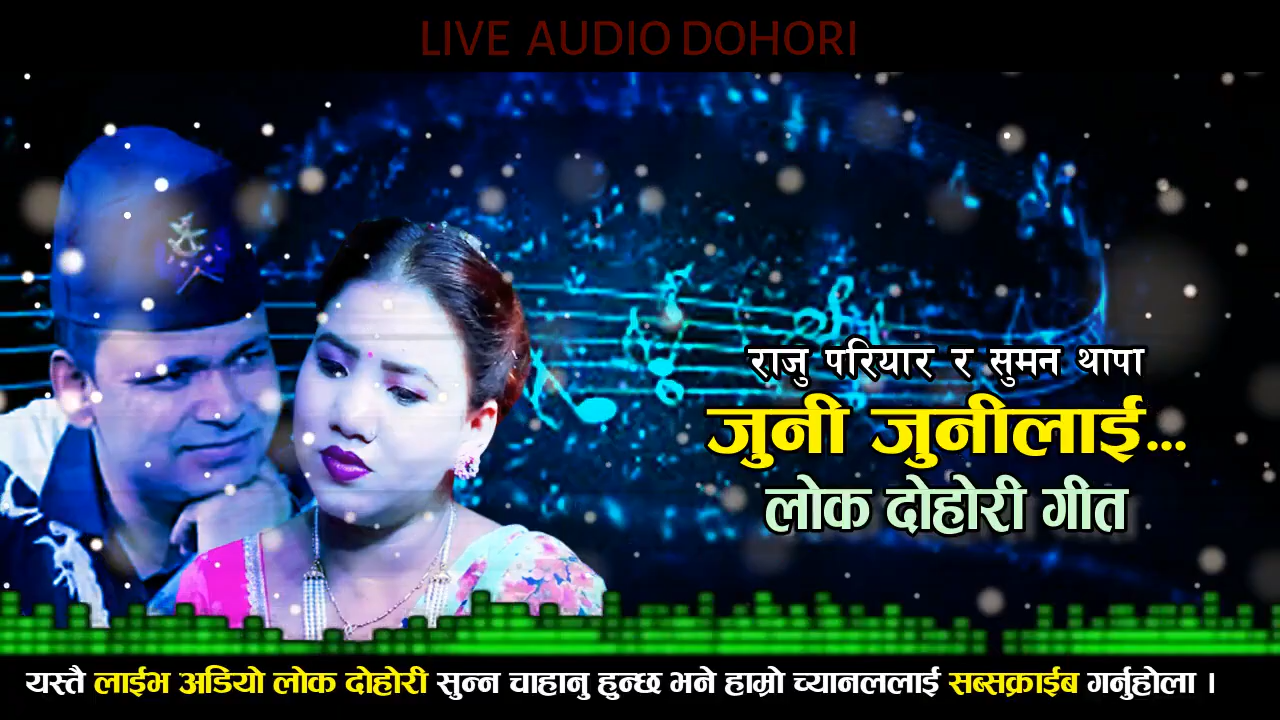 LIVE AUDIO DOHORI
राजु परियार र सुमन थापा
जुनी जुनीलाई...
लोक दोहोरी गीत
यस्तै लाईभ अडियो लोक दोहोरी सुन्न चाहानु हुन्छ भने हाम्रो च्यानललाई सब्सक्राईब गर्नुहोला ।